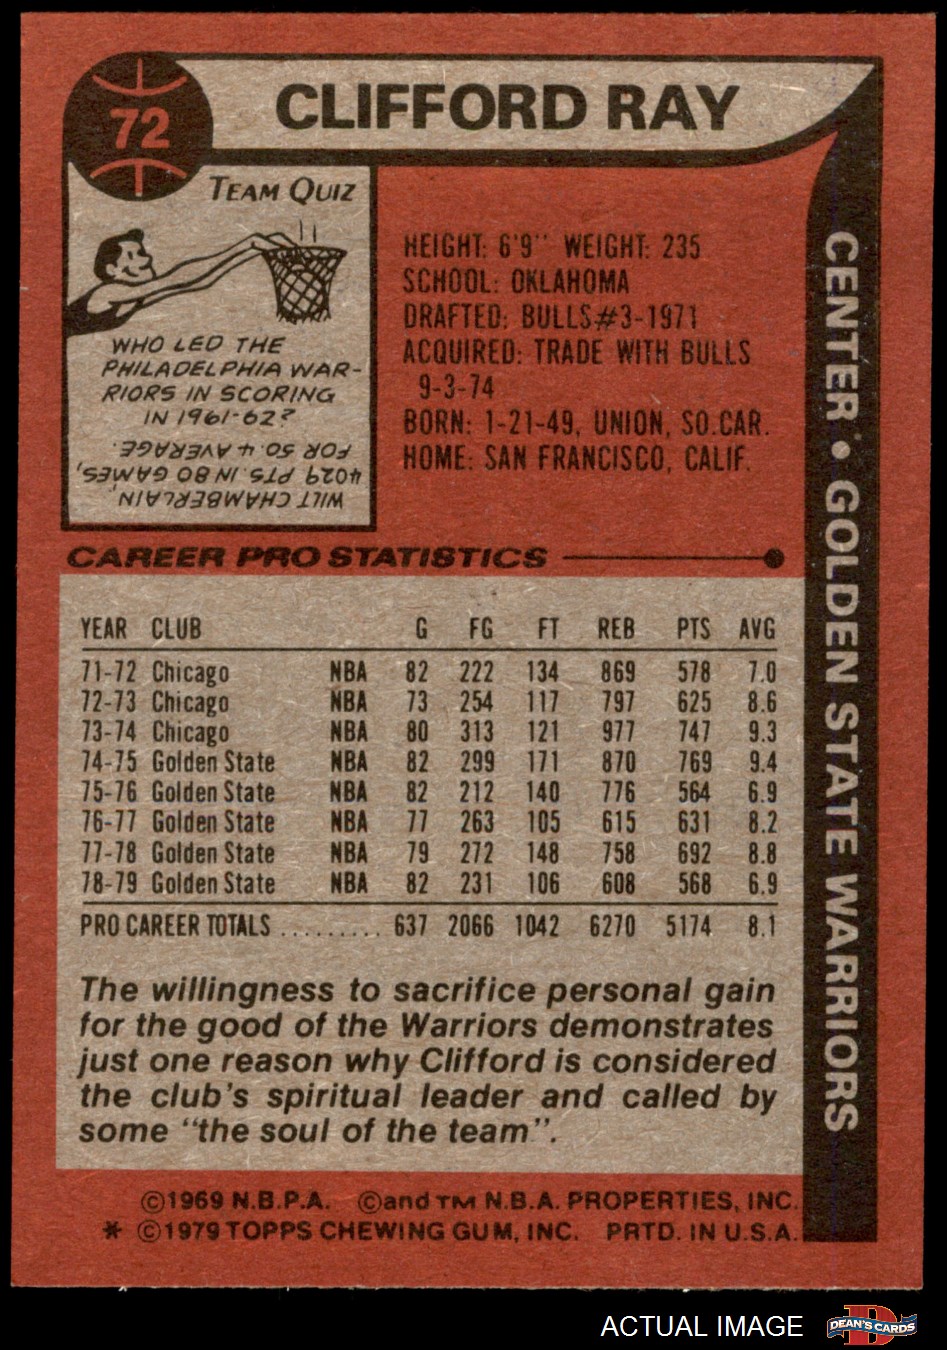 72
CLIFFORD RAY
TEAM QUIZ
WHO LED THE
PHILADELPHIA WAR-
RIORS IN SCORING
IN 1961-62?
WILT CHAMBERLAIN,
4029 PTS. IN 80 GAMES,
FOR 50.4 AVERAGE.
HEIGHT: 6'9" WEIGHT: 235
SCHOOL: OKLAHOMA
DRAFTED: BULLS#3-1971
ACQUIRED: TRADE WITH BULLS
9-3-74
BORN: 1-21-49, UNION, SO.CAR.
HOME: SAN FRANCISCO, CALIF.
CENTER • GOLDEN STATE WARRIORS
CAREER PRO STATISTICS
YEAR CLUB G FG FT REB PTS AVG
71-72 Chicago NBA 82 222 134 869 578 7.0
72-73 Chicago NBA 73 254 117 797 625 8.6
73-74 Chicago NBA 80 313 121 977 747 9.3
74-75 Golden State NBA 82 299 171 870 769 9.4
75-76 Golden State NBA 82 212 140 776 564 6.9
76-77 Golden State NBA 77 263 105 615 631 8.2
77-78 Golden State NBA 79 272 148 758 692 8.8
78-79 Golden State NBA 82 231 106 608 568 6.9
PRO CAREER TOTALS ......... 637 2066 1042 6270 5174 8.1
The willingness to sacrifice personal gain
for the good of the Warriors demonstrates
just one reason why Clifford is considered
the club's spiritual leader and called by
some "the soul of the team".
©1969 N.B.P.A. ©and TM N.B.A. PROPERTIES, INC.
* ©1979 TOPPS CHEWING GUM, INC. PRTD. IN U.S.A.
ACTUAL IMAGE
DEAN'S CARDS